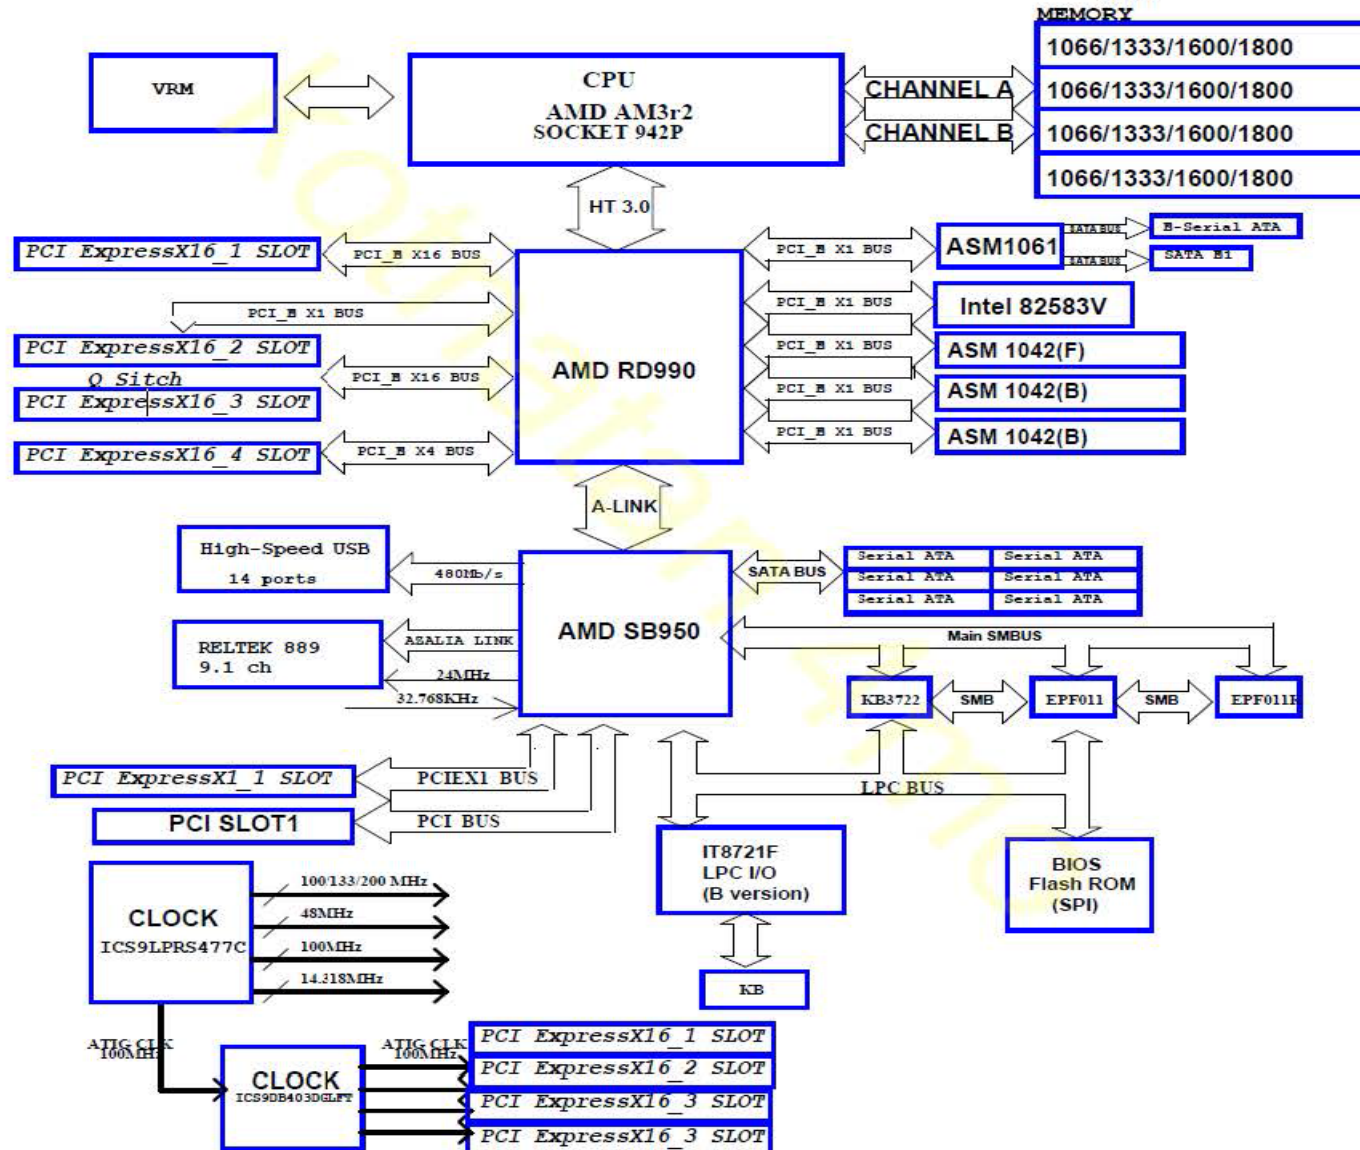 MEMORY
1066/1333/1600/1800
1066/1333/1600/1800
1066/1333/1600/1800
1066/1333/1600/1800
VRM
CPU
AMD AM3r2
SOCKET 942P
CHANNEL A
CHANNEL B
HT 3.0
PCI ExpressX16_1 SLOT
PCI_E X16 BUS
PCI_E X1 BUS
PCI ExpressX16_2 SLOT
Q Sitch
PCI_E X16 BUS
PCI ExpressX16_3 SLOT
PCI ExpressX16_4 SLOT
PCI_E X4 BUS
AMD RD990
PCI_E X1 BUS
ASM1061
SATA BUS
E-Serial ATA
SATA BUS
SATA E1
PCI_E X1 BUS
Intel 82583V
PCI_E X1 BUS
ASM 1042(F)
PCI_E X1 BUS
ASM 1042(B)
PCI_E X1 BUS
ASM 1042(B)
A-LINK
High-Speed USB
14 ports
480Mb/s
RELTEK 889
9.1 ch
AZALIA LINK
24MHz
32.768KHz
AMD SB950
SATA BUS
Serial ATA Serial ATA
Serial ATA Serial ATA
Serial ATA Serial ATA
Main SMBUS
KB3722
SMB
EPF011
SMB
EPF011
PCI ExpressX1_1 SLOT
PCIEX1 BUS
PCI SLOT1
PCI BUS
LPC BUS
IT8721F
LPC I/O
(B version)
BIOS
Flash ROM
(SPI)
KB
CLOCK
ICS9LPRS477C
100/133/200 MHz
48MHz
100MHz
14.318MHz
ATIG CLK
100MHz
CLOCK
ICS9DB403DGLFT
ATIG CLK
100MHz
PCI ExpressX16_1 SLOT
PCI ExpressX16_2 SLOT
PCI ExpressX16_3 SLOT
PCI ExpressX16_3 SLOT